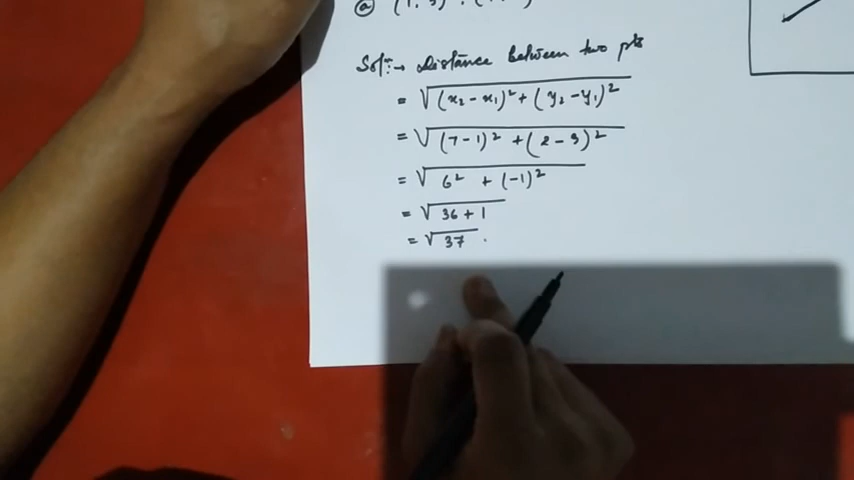 Solⁿ:→ Distance between two pts
= √(x₂ - x₁)² + (y₂ - y₁)²
= √(7 - 1)² + (2 - 3)²
= √6² + (-1)²
= √36 + 1
= √37 .